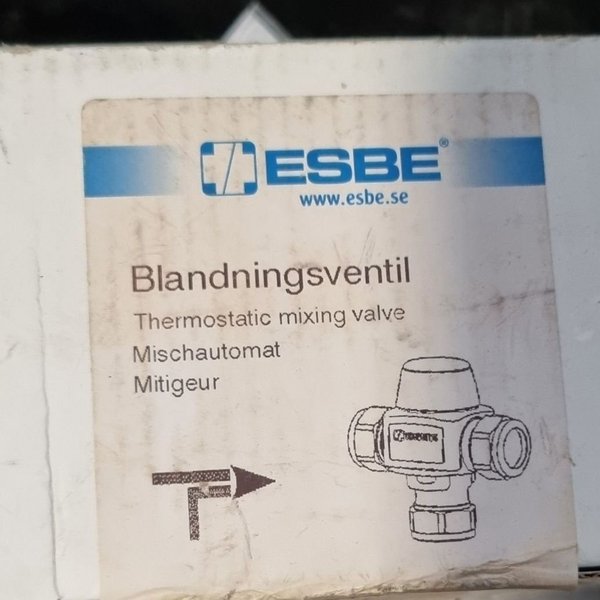 ESBE®
www.esbe.se
Blandningsventil
Thermostatic mixing valve
Mischautomat
Mitigeur